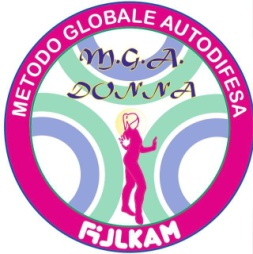 METODO GLOBALE AUTODIFESA
M.G.A.
DONNA
FIJLKAM